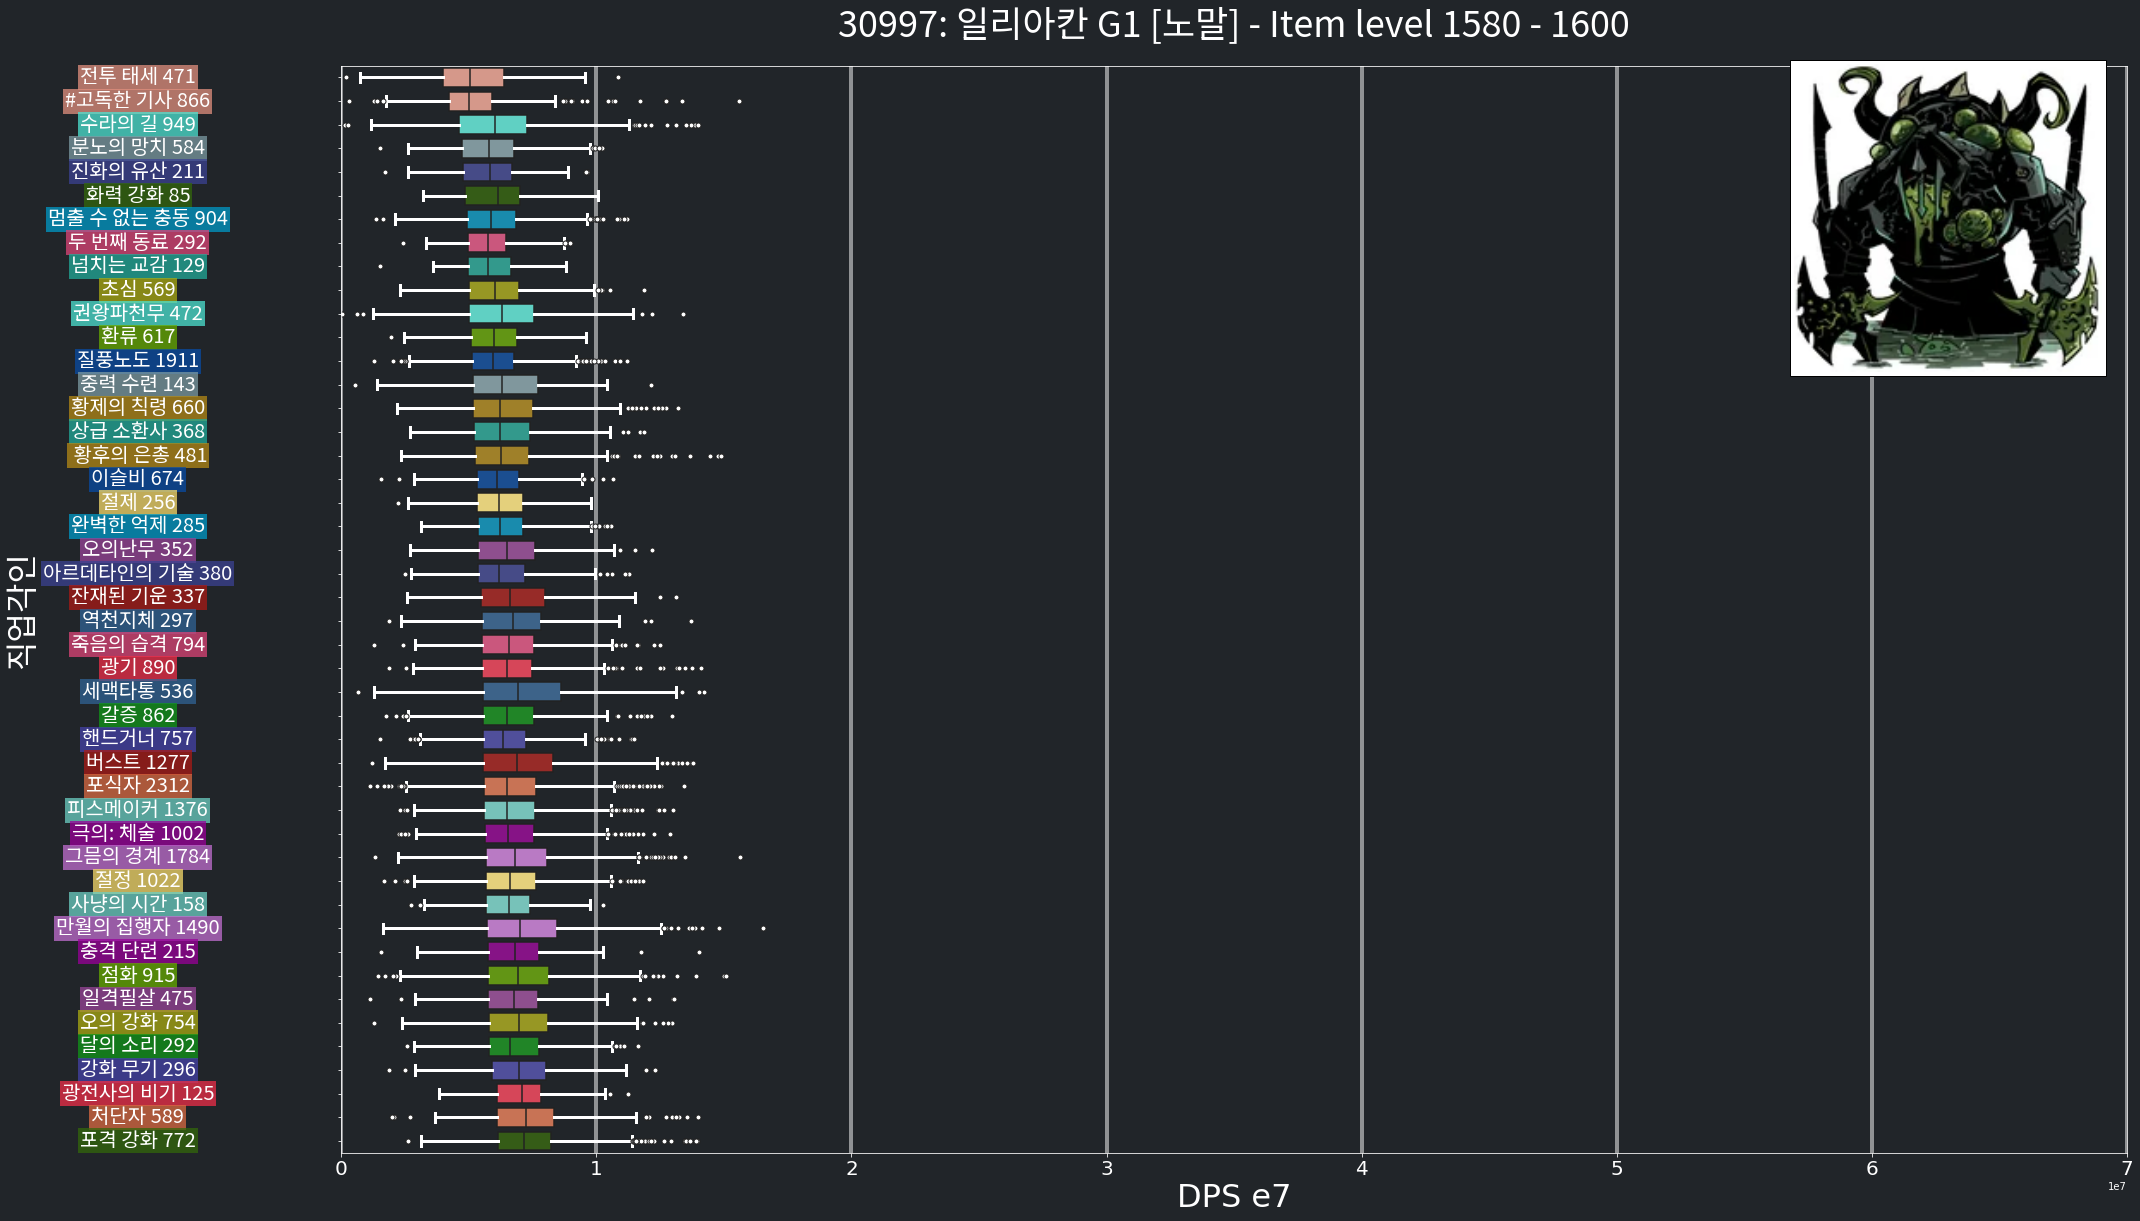 30997: 일리아칸 G1 [노말] - Item level 1580 - 1600
전투 태세 471
#고독한 기사 866
수라의 길 949
분노의 망치 584
진화의 유산 211
화력 강화 85
멈출 수 없는 충동 904
두 번째 동료 292
넘치는 교감 129
초심 569
권왕파천무 472
환류 617
질풍노도 1911
중력 수련 143
황제의 칙령 660
상급 소환사 368
황후의 은총 481
이슬비 674
절제 256
완벽한 억제 285
오의난무 352
아르데타인의 기술 380
잔재된 기운 337
역천지체 297
죽음의 습격 794
광기 890
세맥타통 536
갈증 862
핸드거너 757
버스트 1277
포식자 2312
피스메이커 1376
극의: 체술 1002
그믐의 경계 1784
절정 1022
사냥의 시간 158
만월의 집행자 1490
충격 단련 215
점화 915
일격필살 475
오의 강화 754
달의 소리 292
강화 무기 296
광전사의 비기 125
처단자 589
포격 강화 772
직업각인
0 1 2 3 4 5 6 7
DPS e7
1e7